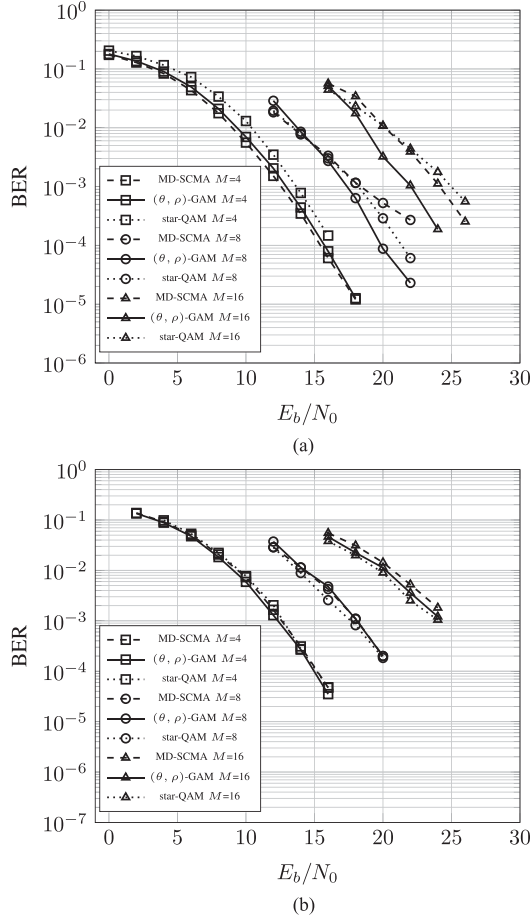 10^0
10^−1
10^−2
10^−3
10^−4
10^−5
10^−6
BER
MD-SCMA M=4
(θ, ρ)-GAM M=4
star-QAM M=4
MD-SCMA M=8
(θ, ρ)-GAM M=8
star-QAM M=8
MD-SCMA M=16
(θ, ρ)-GAM M=16
star-QAM M=16
0 5 10 15 20 25 30
E_b/N_0
(a)
10^0
10^−1
10^−2
10^−3
10^−4
10^−5
10^−6
10^−7
BER
MD-SCMA M=4
(θ, ρ)-GAM M=4
star-QAM M=4
MD-SCMA M=8
(θ, ρ)-GAM M=8
star-QAM M=8
MD-SCMA M=16
(θ, ρ)-GAM M=16
star-QAM M=16
0 5 10 15 20 25 30
E_b/N_0
(b)